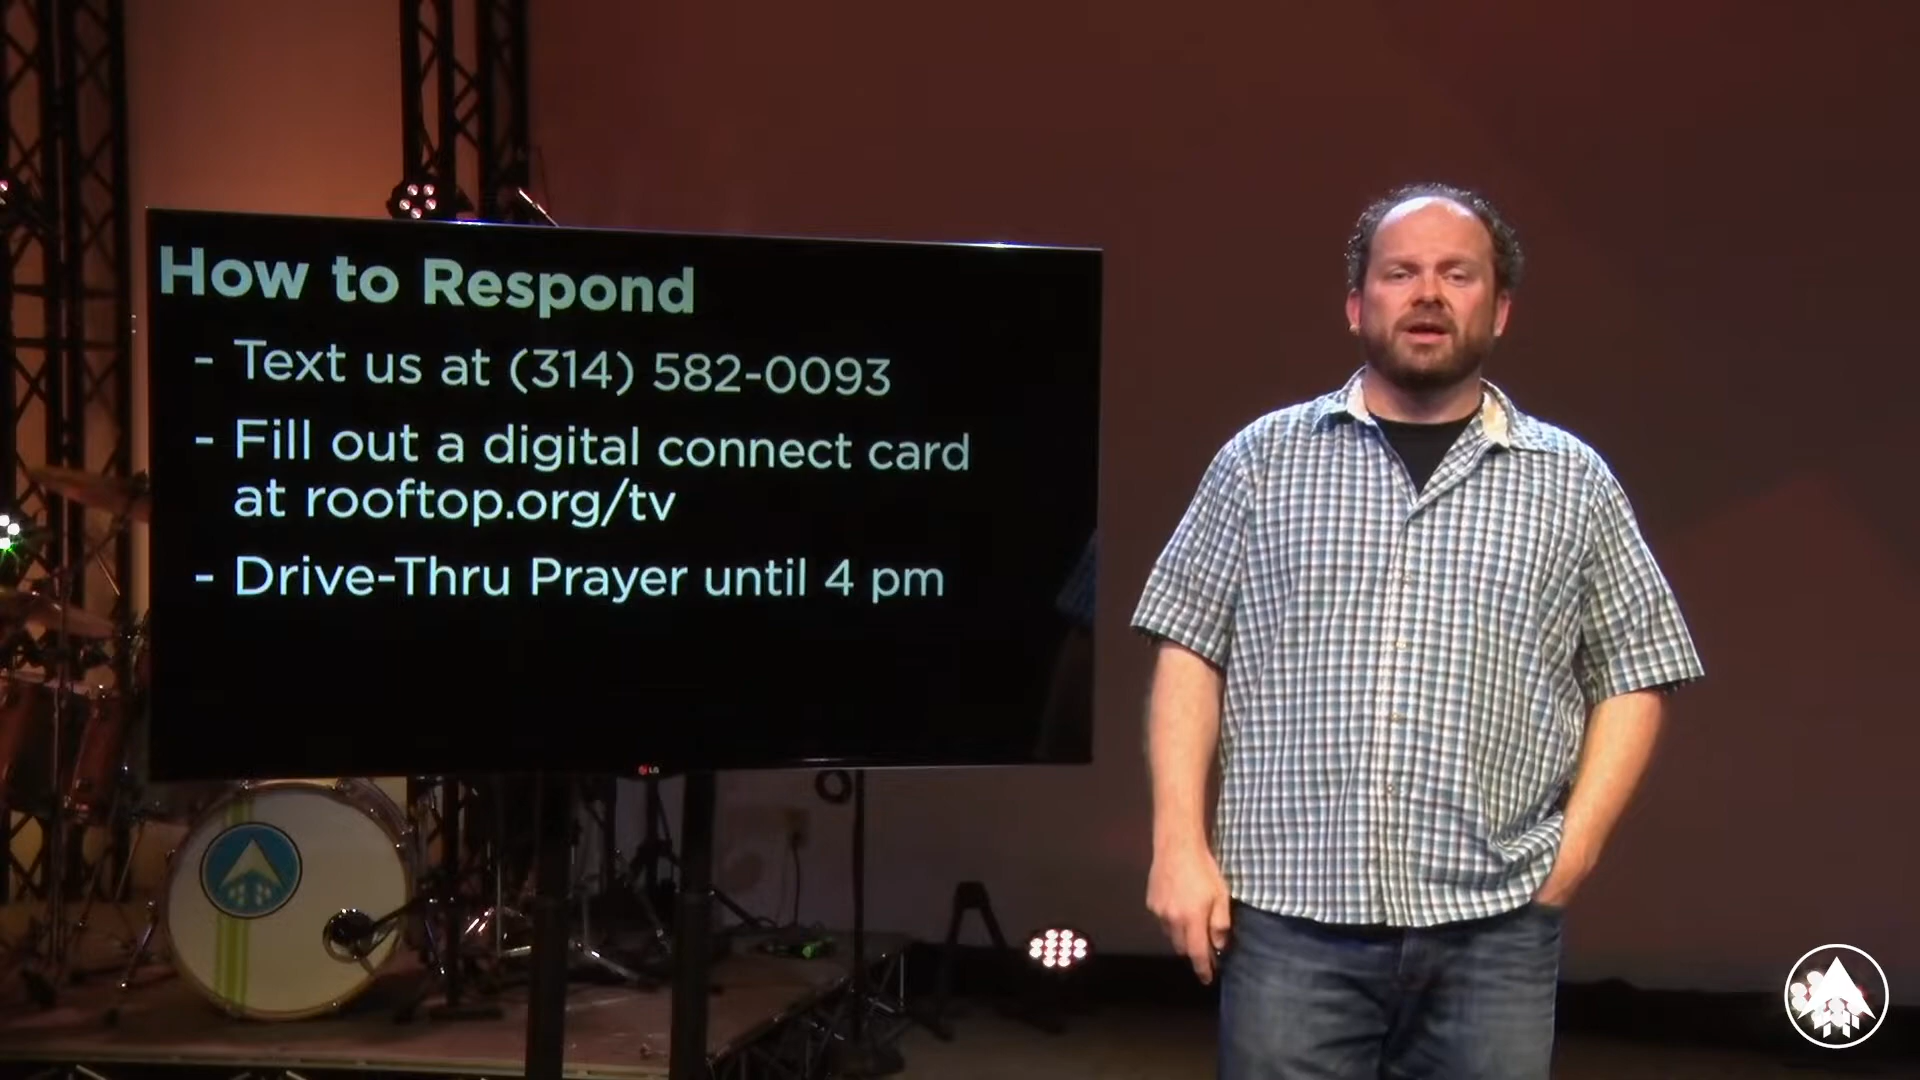 How to Respond
- Text us at (314) 582-0093
- Fill out a digital connect card
at rooftop.org/tv
- Drive-Thru Prayer until 4 pm
LG